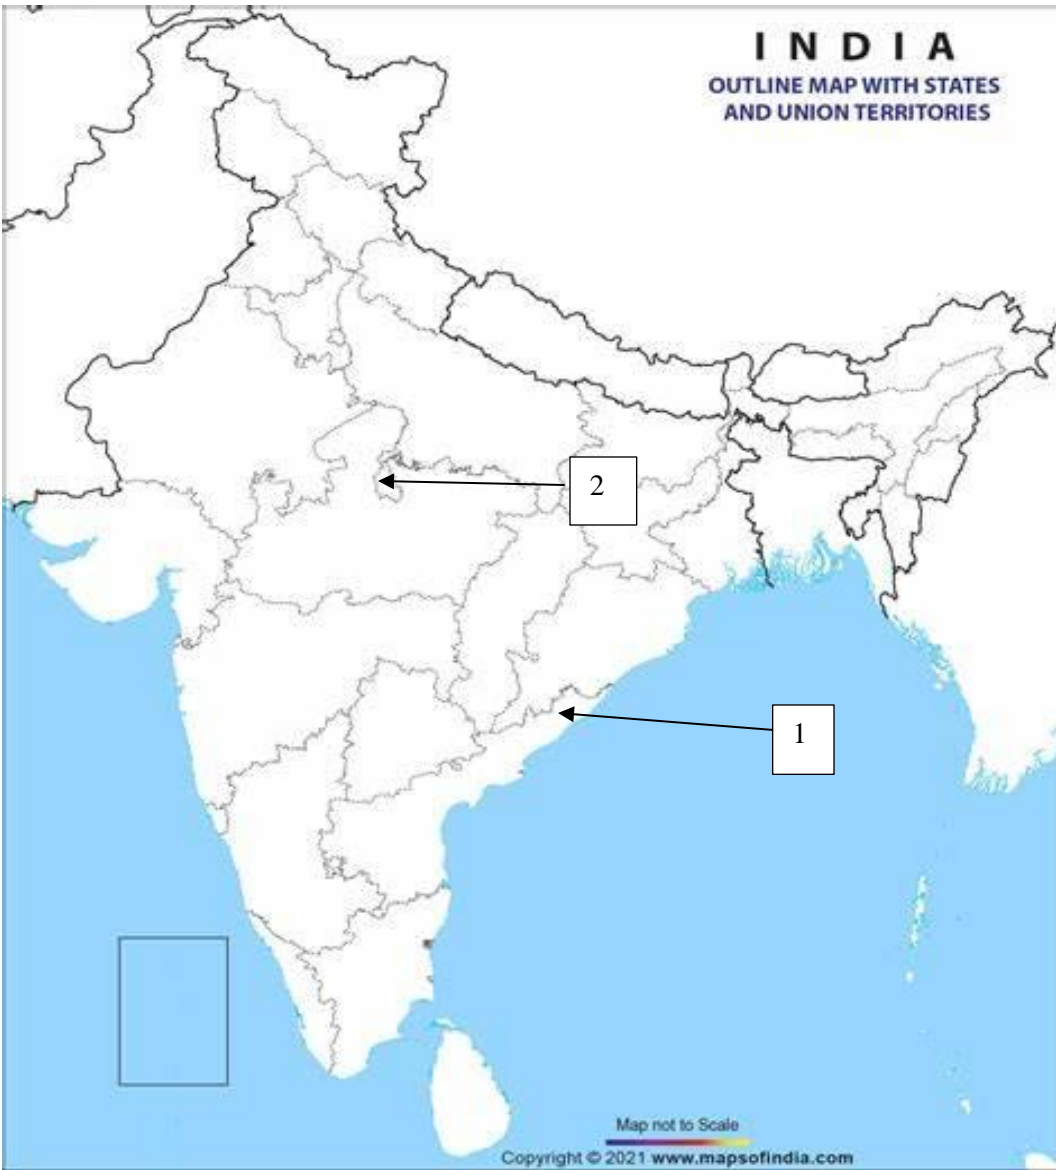 I N D I A
OUTLINE MAP WITH STATES
AND UNION TERRITORIES
2
1
Map not to Scale
Copyright © 2021 www.mapsofindia.com